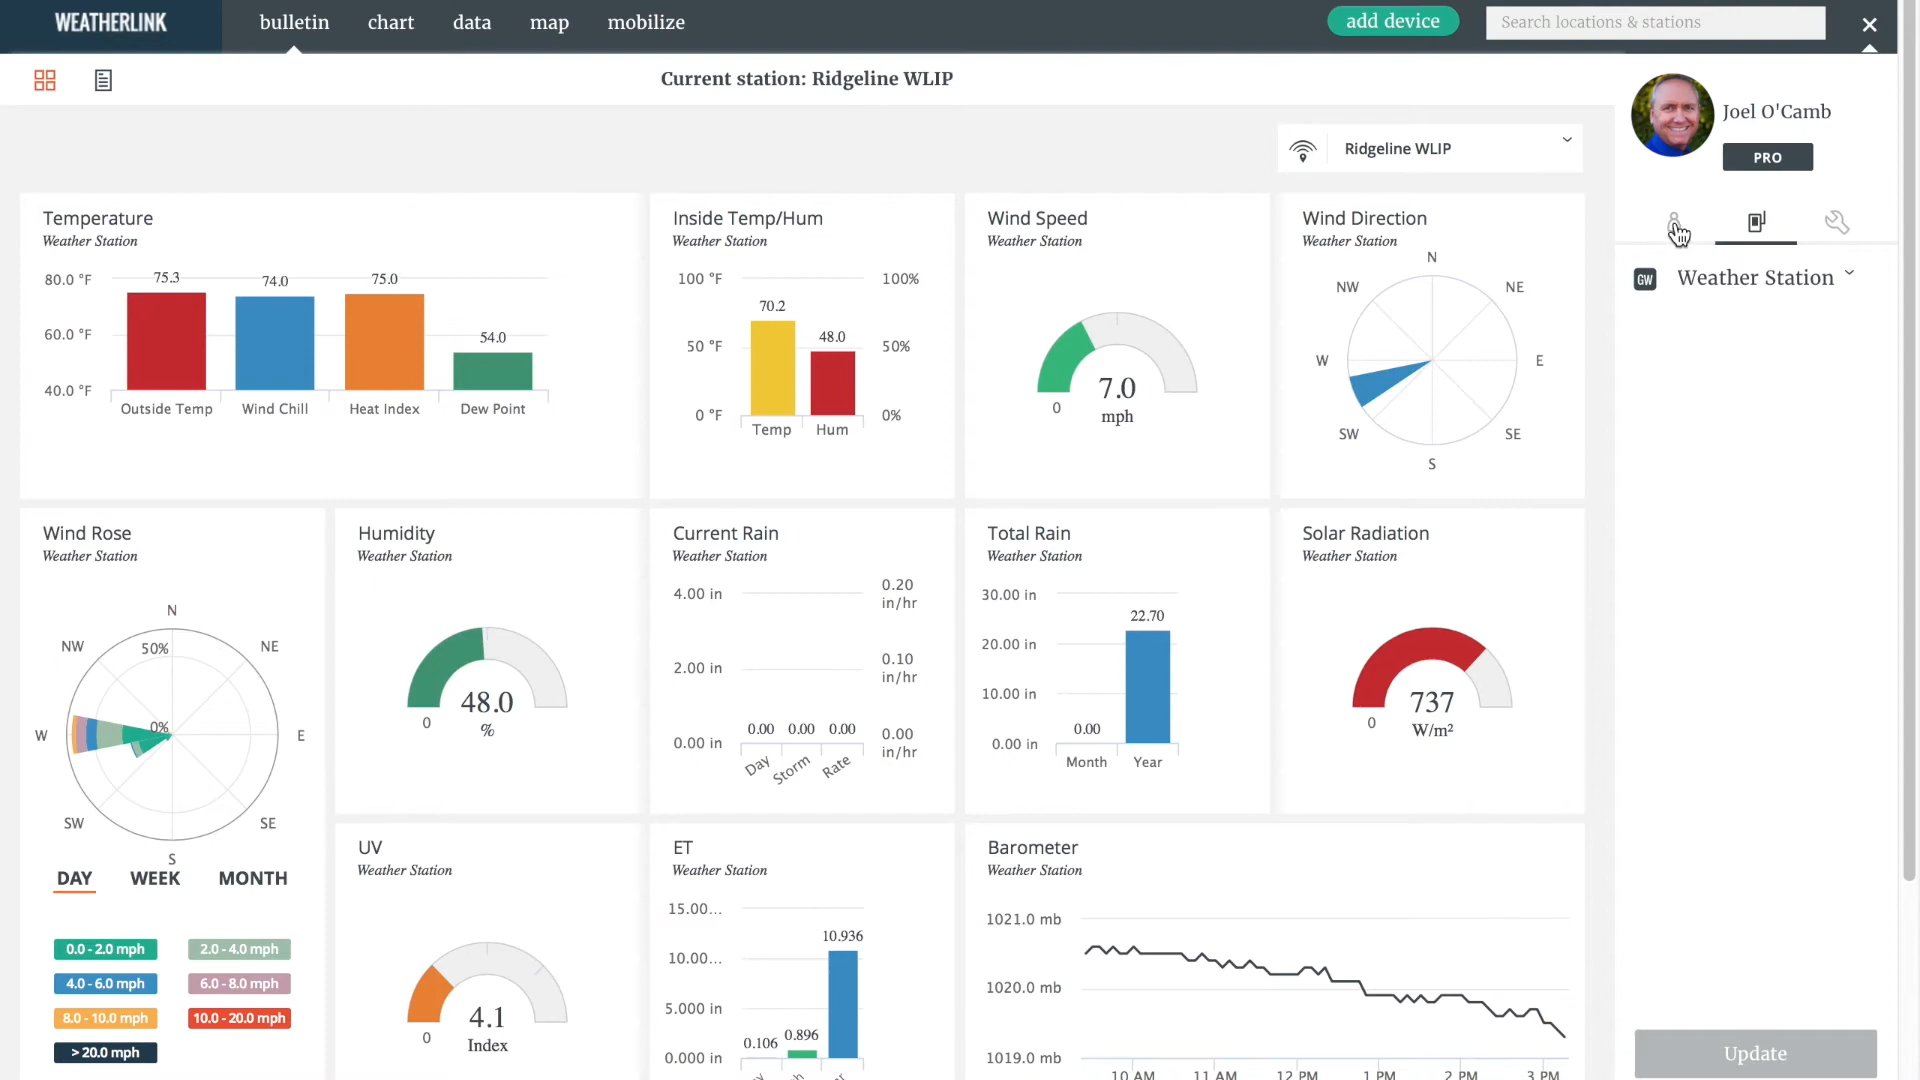 WEATHERLINK
bulletin
chart
data
map
mobilize
add device
Search locations & stations
Current station: Ridgeline WLIP
Joel O'Camb
PRO
Ridgeline WLIP
GW
Weather Station
Temperature
Weather Station
80.0 °F
60.0 °F
40.0 °F
75.3
74.0
75.0
54.0
Outside Temp
Wind Chill
Heat Index
Dew Point
Inside Temp/Hum
Weather Station
100 °F
50 °F
0 °F
70.2
48.0
100%
50%
0%
Temp
Hum
Wind Speed
Weather Station
0
7.0
mph
Wind Direction
Weather Station
N
NW
NE
W
E
SW
SE
S
Wind Rose
Weather Station
N
NW
50%
NE
W
0%
E
SW
SE
S
DAY
WEEK
MONTH
0.0 - 2.0 mph
2.0 - 4.0 mph
4.0 - 6.0 mph
6.0 - 8.0 mph
8.0 - 10.0 mph
10.0 - 20.0 mph
> 20.0 mph
Humidity
Weather Station
0
48.0
%
Current Rain
Weather Station
4.00 in
2.00 in
0.00 in
0.20
in/hr
0.10
in/hr
0.00
in/hr
0.00
0.00
0.00
Day
Storm
Rate
Total Rain
Weather Station
30.00 in
20.00 in
10.00 in
0.00 in
0.00
22.70
Month
Year
Solar Radiation
Weather Station
0
737
W/m²
UV
Weather Station
0
4.1
Index
ET
Weather Station
15.00...
10.00...
5.000 in
0.000 in
0.106
0.896
10.936
Barometer
Weather Station
1021.0 mb
1020.0 mb
1019.0 mb
10 AM
11 AM
12 PM
1 PM
2 PM
3 PM
Update